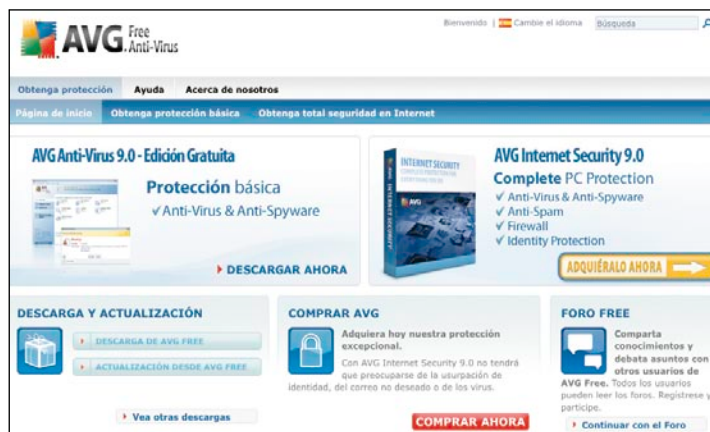 Bienvenido | Cambie el idioma Búsqueda
AVG Free
Anti-Virus
Obtenga protección Ayuda Acerca de nosotros
Página de inicio Obtenga protección básica Obtenga total seguridad en Internet
AVG Anti-Virus 9.0 - Edición Gratuita
Protección básica
✓ Anti-Virus & Anti-Spyware
DESCARGAR AHORA
INTERNET SECURITY
AVG
INTERNET SECURITY
AVG Internet Security 9.0
Complete PC Protection
✓ Anti-Virus & Anti-Spyware
✓ Anti-Spam
✓ Firewall
✓ Identity Protection
ADQUIÉRALO AHORA
DESCARGA Y ACTUALIZACIÓN
DESCARGA DE AVG FREE
ACTUALIZACIÓN DESDE AVG FREE
Vea otras descargas
COMPRAR AVG
Adquiera hoy nuestra protección
excepcional.
Con AVG Internet Security 9.0 no tendrá
que preocuparse de la usurpación de
identidad, del correo no deseado o de los virus.
COMPRAR AHORA
FORO FREE
Comparta
conocimientos y
debata asuntos con
otros usuarios de
AVG Free. Todos los usuarios
pueden leer los foros. Regístrese y
participe.
Continuar con el Foro